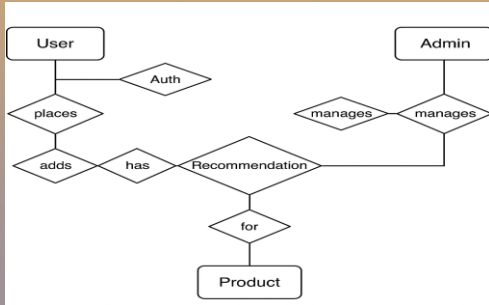 User
Admin
Auth
places
manages
manages
adds
has
Recommendation
for
Product